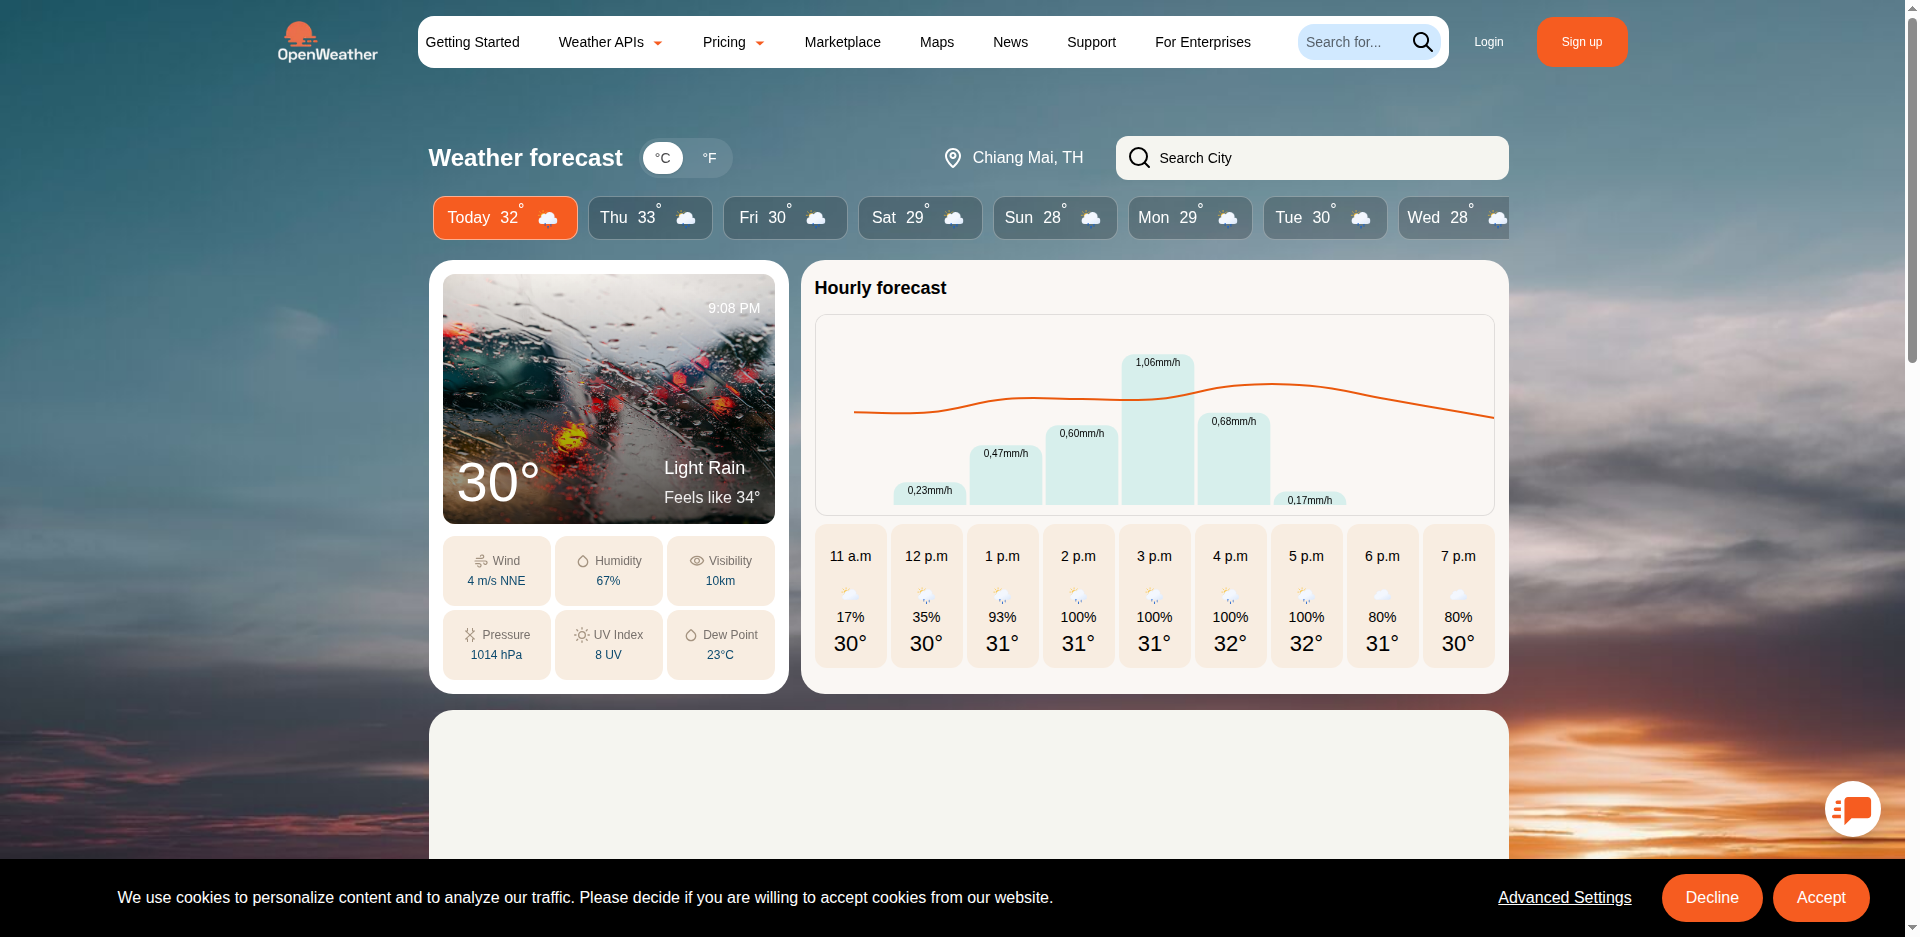 OpenWeather
Getting Started
Weather APIs
Pricing
Marketplace
Maps
News
Support
For Enterprises
Search for...
Login
Sign up
Weather forecast
°C
°F
Chiang Mai, TH
Search City
Today 32°
Thu 33°
Fri 30°
Sat 29°
Sun 28°
Mon 29°
Tue 30°
Wed 28°
9:08 PM
30°
Light Rain
Feels like 34°
Wind
4 m/s NNE
Humidity
67%
Visibility
10km
Pressure
1014 hPa
UV Index
8 UV
Dew Point
23°C
Hourly forecast
0,23mm/h
0,47mm/h
0,60mm/h
1,06mm/h
0,68mm/h
0,17mm/h
11 a.m
12 p.m
1 p.m
2 p.m
3 p.m
4 p.m
5 p.m
6 p.m
7 p.m
17%
35%
93%
100%
100%
100%
100%
80%
80%
30°
30°
31°
31°
31°
32°
32°
31°
30°
We use cookies to personalize content and to analyze our traffic. Please decide if you are willing to accept cookies from our website.
Advanced Settings
Decline
Accept